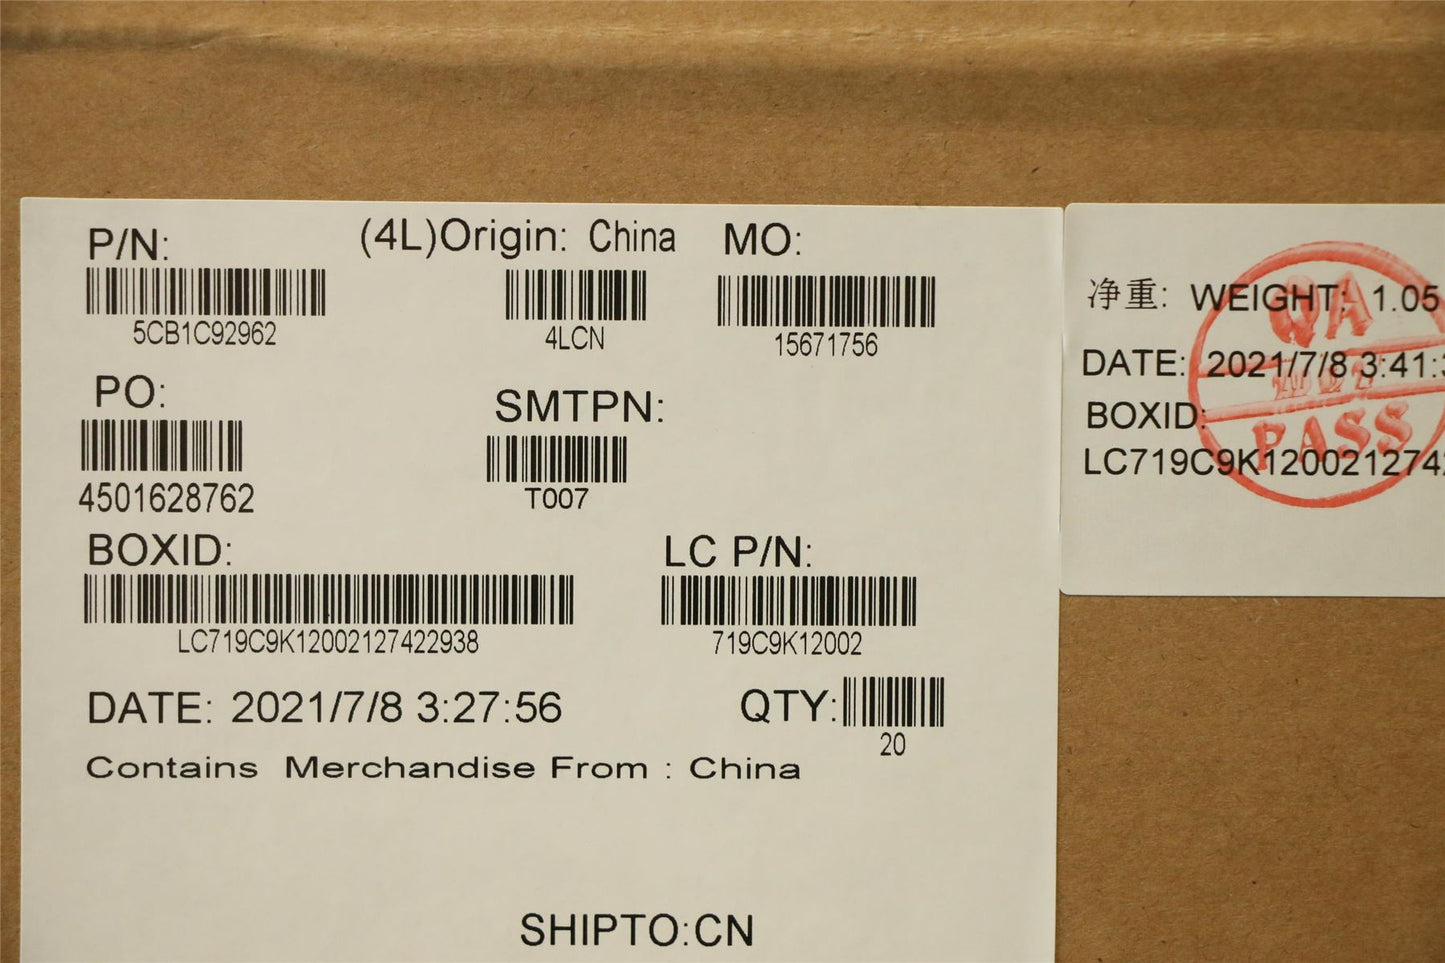 P/N: (4L)Origin: China MO:
5CB1C92962 4LCN 15671756
PO: SMTPN:
4501628762 T007
BOXID: LC P/N:
LC719C9K12002127422938 719C9K12002
DATE: 2021/7/8 3:27:56 QTY:
20
Contains Merchandise From : China
SHIPTO:CN
净重: WEIGHT: 1.05
DATE: 2021/7/8 3:41:
BOXID:
LC719C9K1200212742
QA
PASS